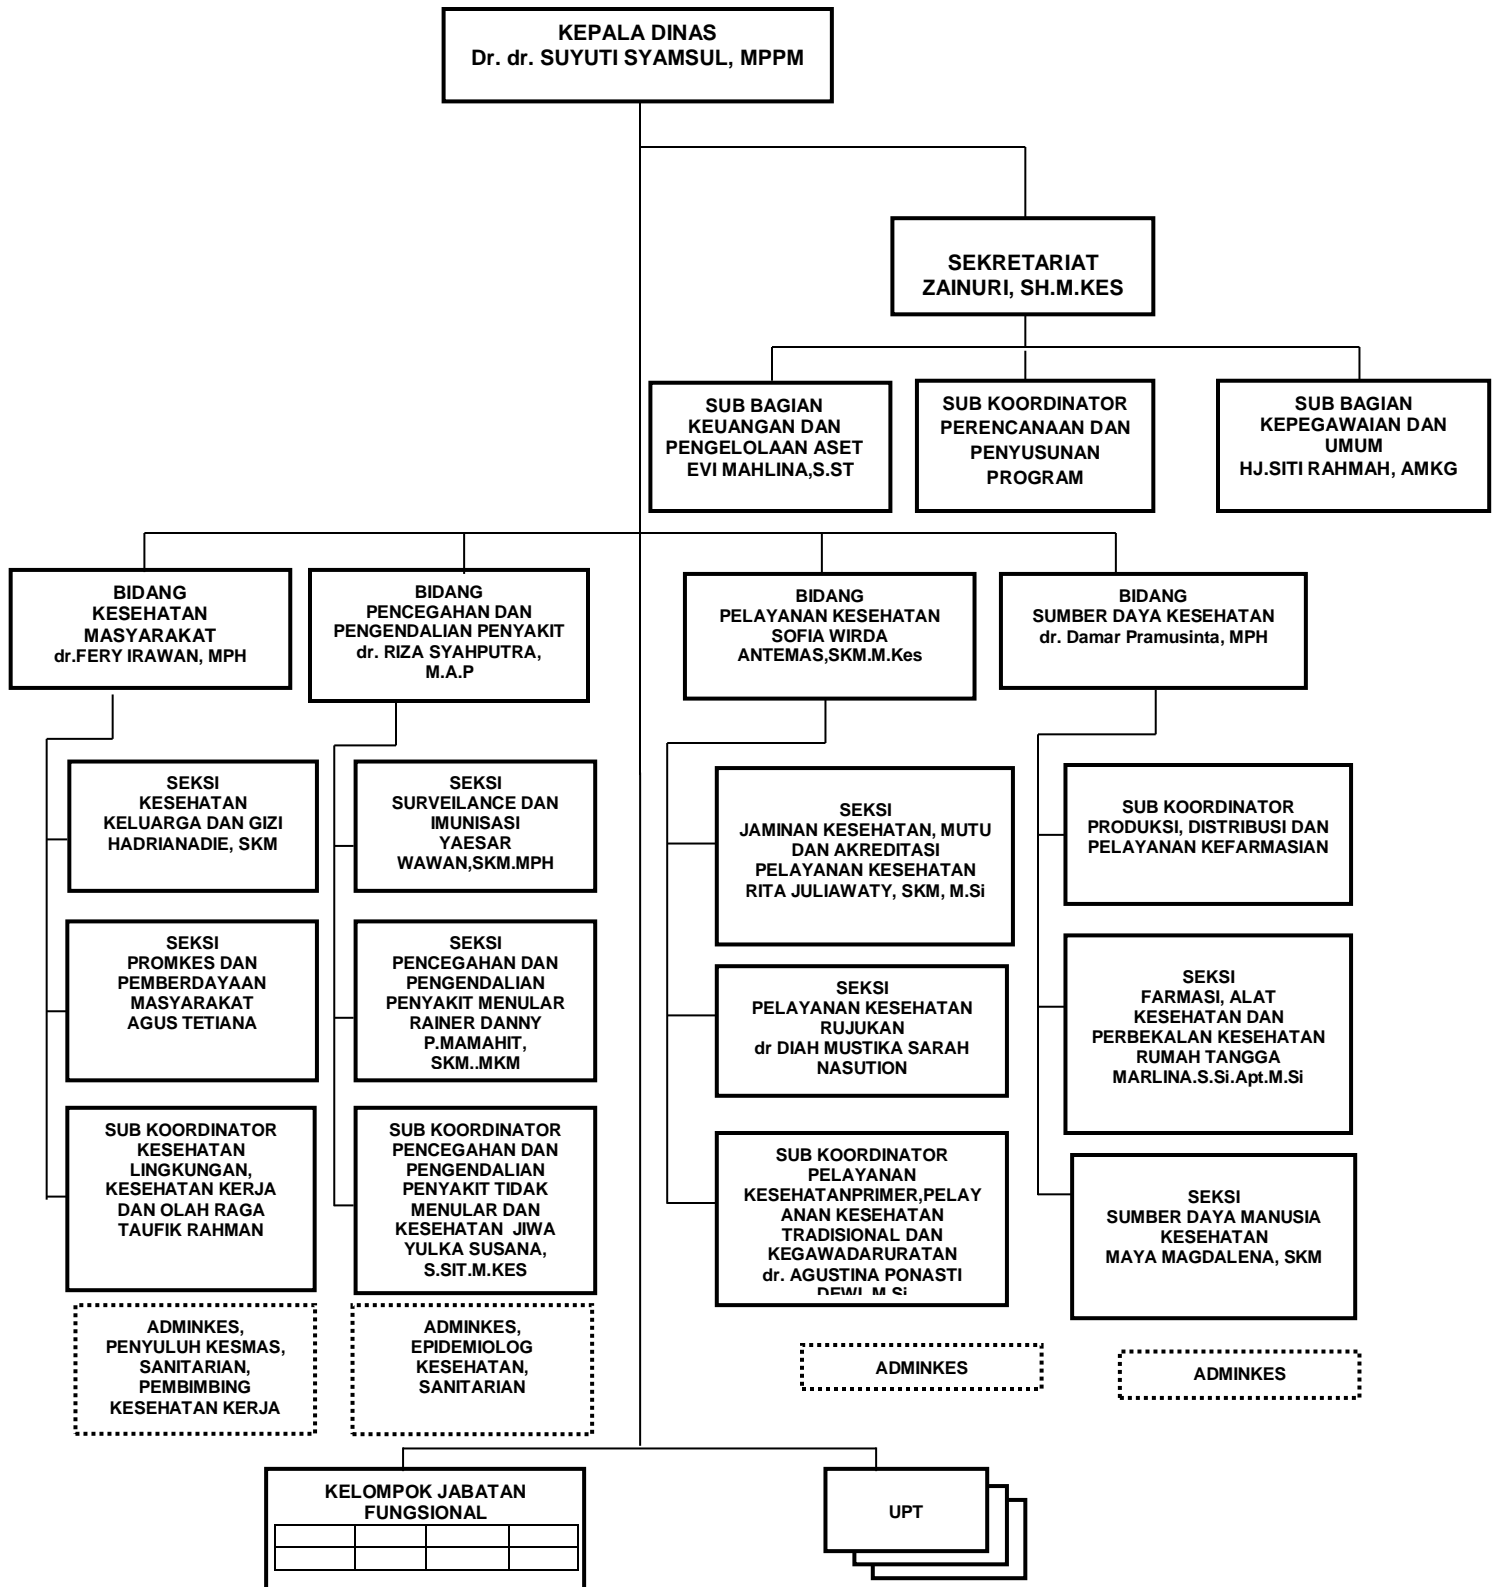 KEPALA DINAS
Dr. dr. SUYUTI SYAMSUL, MPPM
SEKRETARIAT
ZAINURI, SH.M.KES
SUB BAGIAN
KEUANGAN DAN
PENGELOLAAN ASET
EVI MAHLINA,S.ST
SUB KOORDINATOR
PERENCANAAN DAN
PENYUSUNAN
PROGRAM
SUB BAGIAN
KEPEGAWAIAN DAN
UMUM
HJ.SITI RAHMAH, AMKG
BIDANG
KESEHATAN
MASYARAKAT
dr.FERY IRAWAN, MPH
BIDANG
PENCEGAHAN DAN
PENGENDALIAN PENYAKIT
dr. RIZA SYAHPUTRA,
M.A.P
BIDANG
PELAYANAN KESEHATAN
SOFIA WIRDA
ANTEMAS,SKM.M.Kes
BIDANG
SUMBER DAYA KESEHATAN
dr. Damar Pramusinta, MPH
SEKSI
KESEHATAN
KELUARGA DAN GIZI
HADRIANADIE, SKM
SEKSI
PROMKES DAN
PEMBERDAYAAN
MASYARAKAT
AGUS TETIANA
SUB KOORDINATOR
KESEHATAN
LINGKUNGAN,
KESEHATAN KERJA
DAN OLAH RAGA
TAUFIK RAHMAN
ADMINKES,
PENYULUH KESMAS,
SANITARIAN,
PEMBIMBING
KESEHATAN KERJA
SEKSI
SURVEILANCE DAN
IMUNISASI
YAESAR
WAWAN,SKM.MPH
SEKSI
PENCEGAHAN DAN
PENGENDALIAN
PENYAKIT MENULAR
RAINER DANNY
P.MAMAHIT,
SKM..MKM
SUB KOORDINATOR
PENCEGAHAN DAN
PENGENDALIAN
PENYAKIT TIDAK
MENULAR DAN
KESEHATAN JIWA
YULKA SUSANA,
S.SIT.M.KES
ADMINKES,
EPIDEMIOLOG
KESEHATAN,
SANITARIAN
SEKSI
JAMINAN KESEHATAN, MUTU
DAN AKREDITASI
PELAYANAN KESEHATAN
RITA JULIAWATY, SKM, M.Si
SEKSI
PELAYANAN KESEHATAN
RUJUKAN
dr DIAH MUSTIKA SARAH
NASUTION
SUB KOORDINATOR
PELAYANAN
KESEHATANPRIMER,PELAY
ANAN KESEHATAN
TRADISIONAL DAN
KEGAWADARURATAN
dr. AGUSTINA PONASTI
DEWI, M.Si
ADMINKES
SUB KOORDINATOR
PRODUKSI, DISTRIBUSI DAN
PELAYANAN KEFARMASIAN
SEKSI
FARMASI, ALAT
KESEHATAN DAN
PERBEKALAN KESEHATAN
RUMAH TANGGA
MARLINA.S.Si.Apt.M.Si
SEKSI
SUMBER DAYA MANUSIA
KESEHATAN
MAYA MAGDALENA, SKM
ADMINKES
KELOMPOK JABATAN
FUNGSIONAL
UPT